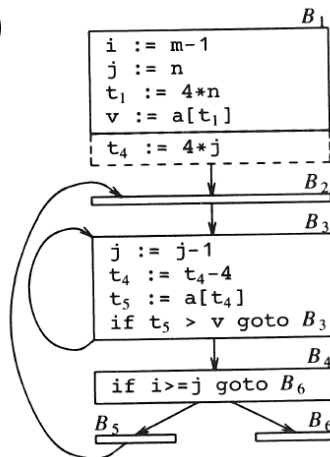 )
B₁
i := m-1
j := n
t₁ := 4*n
v := a[t₁]
t₄ := 4*j
B₂
B₃
j := j-1
t₄ := t₄-4
t₅ := a[t₄]
if t₅ > v goto B₃
B₄
if i>=j goto B₆
B₅ B₆